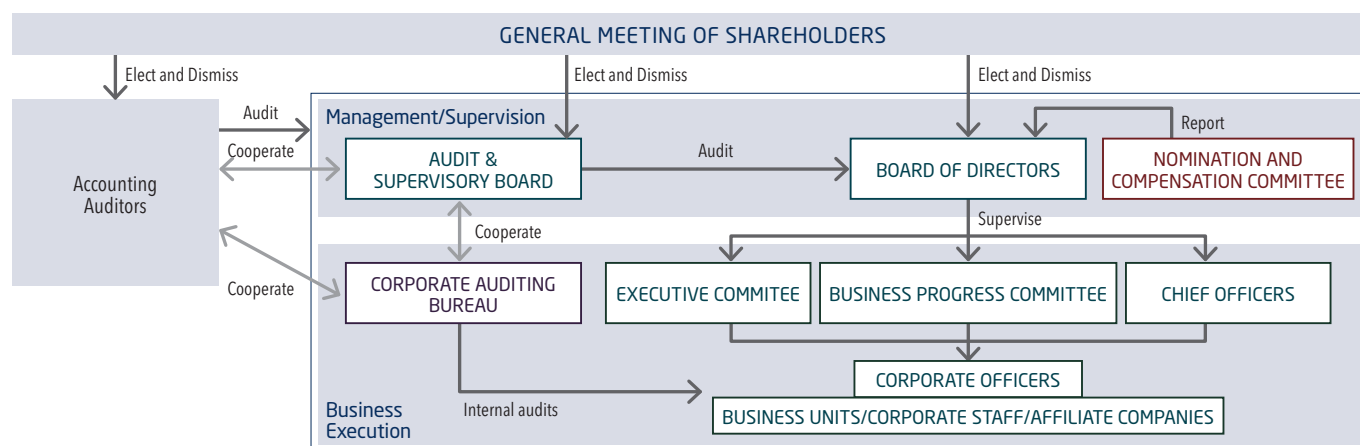 GENERAL MEETING OF SHAREHOLDERS
Elect and Dismiss
Elect and Dismiss
Elect and Dismiss
Audit
Management/Supervision
Report
Cooperate
Accounting
Auditors
AUDIT &
SUPERVISORY BOARD
Audit
BOARD OF DIRECTORS
NOMINATION AND
COMPENSATION COMMITTEE
Cooperate
Supervise
Cooperate
CORPORATE AUDITING
BUREAU
EXECUTIVE COMMITEE
BUSINESS PROGRESS COMMITTEE
CHIEF OFFICERS
CORPORATE OFFICERS
Internal audits
BUSINESS UNITS/CORPORATE STAFF/AFFILIATE COMPANIES
Business
Execution